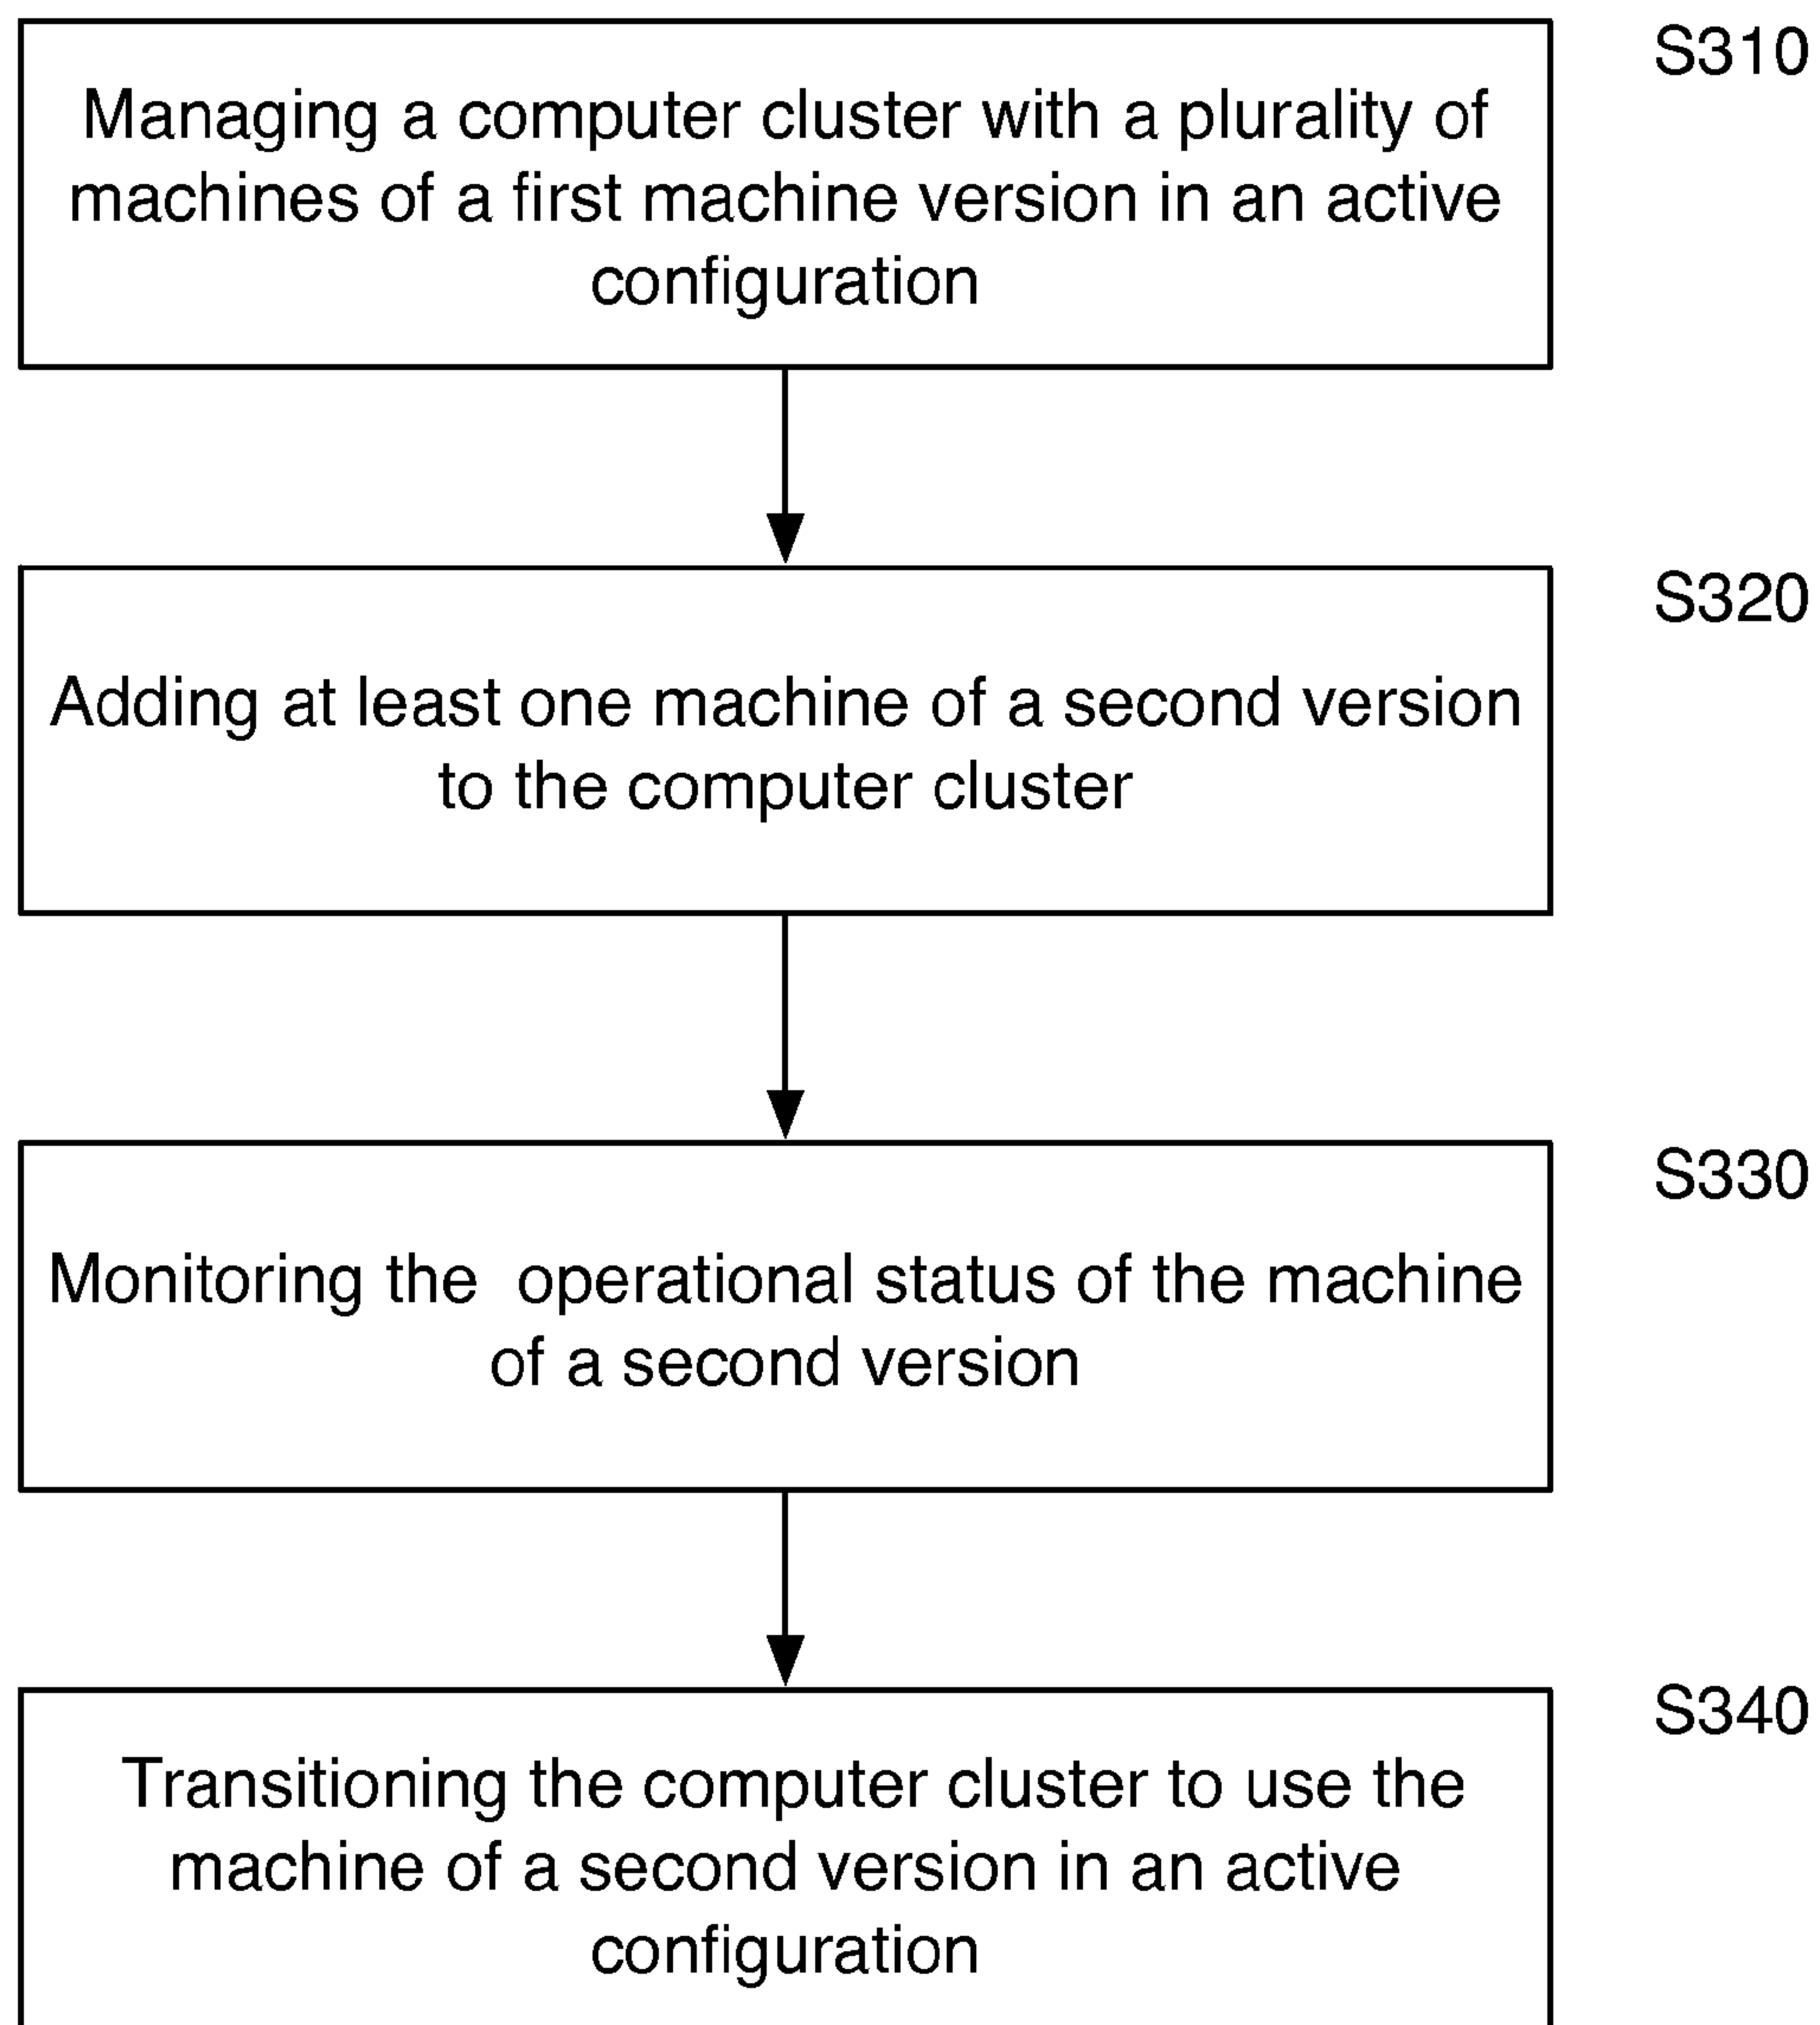 S310
Managing a computer cluster with a plurality of
machines of a first machine version in an active
configuration
S320
Adding at least one machine of a second version
to the computer cluster
S330
Monitoring the  operational status of the machine
of a second version
S340
Transitioning the computer cluster to use the
machine of a second version in an active
configuration